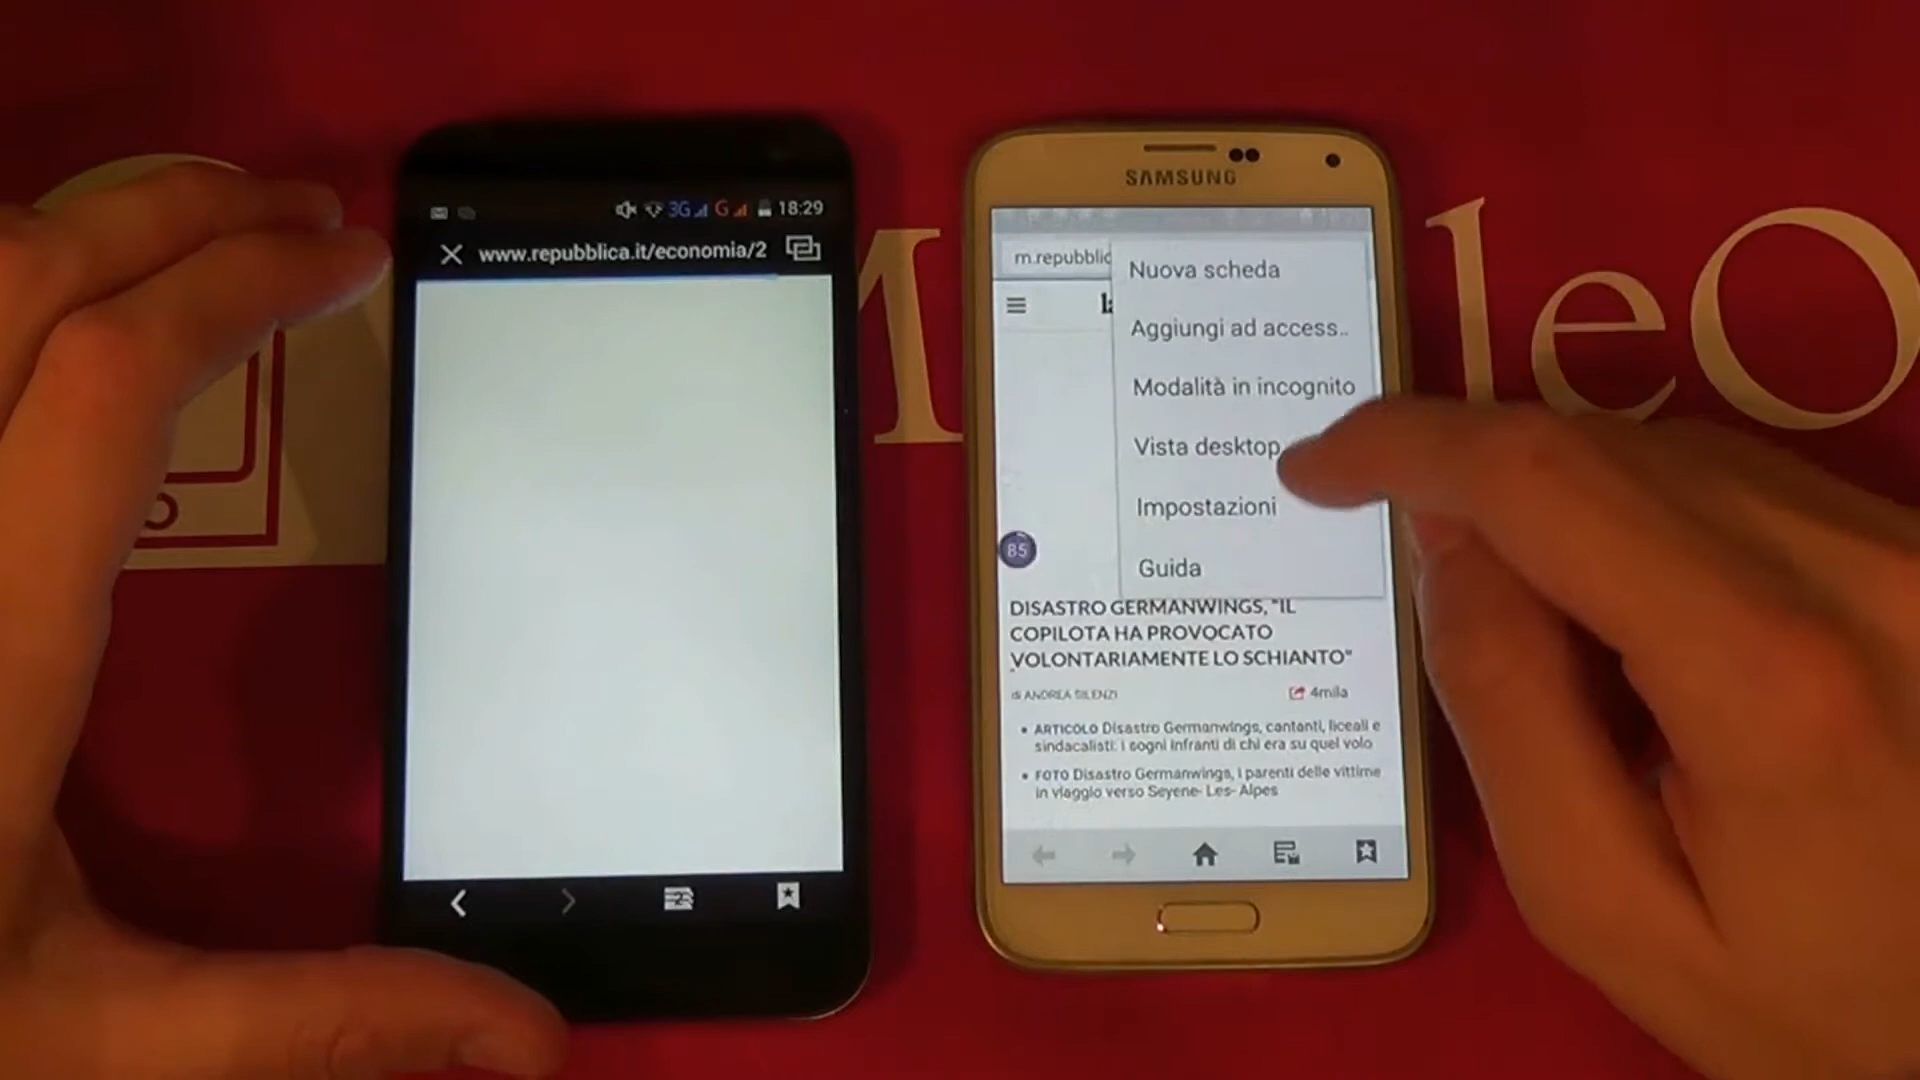 3G G 18:29
www.repubblica.it/economia/2
2
SAMSUNG
m.repubblic
Nuova scheda
Aggiungi ad access..
Modalità in incognito
Vista desktop
Impostazioni
Guida
85
DISASTRO GERMANWINGS, "IL
COPILOTA HA PROVOCATO
VOLONTARIAMENTE LO SCHIANTO"
di ANDREA SILENZI
4mila
• ARTICOLO Disastro Germanwings, cantanti, liceali e
sindacalisti: i sogni infranti di chi era su quel volo
• FOTO Disastro Germanwings, i parenti delle vittime
in viaggio verso Seyene- Les- Alpes
M leO